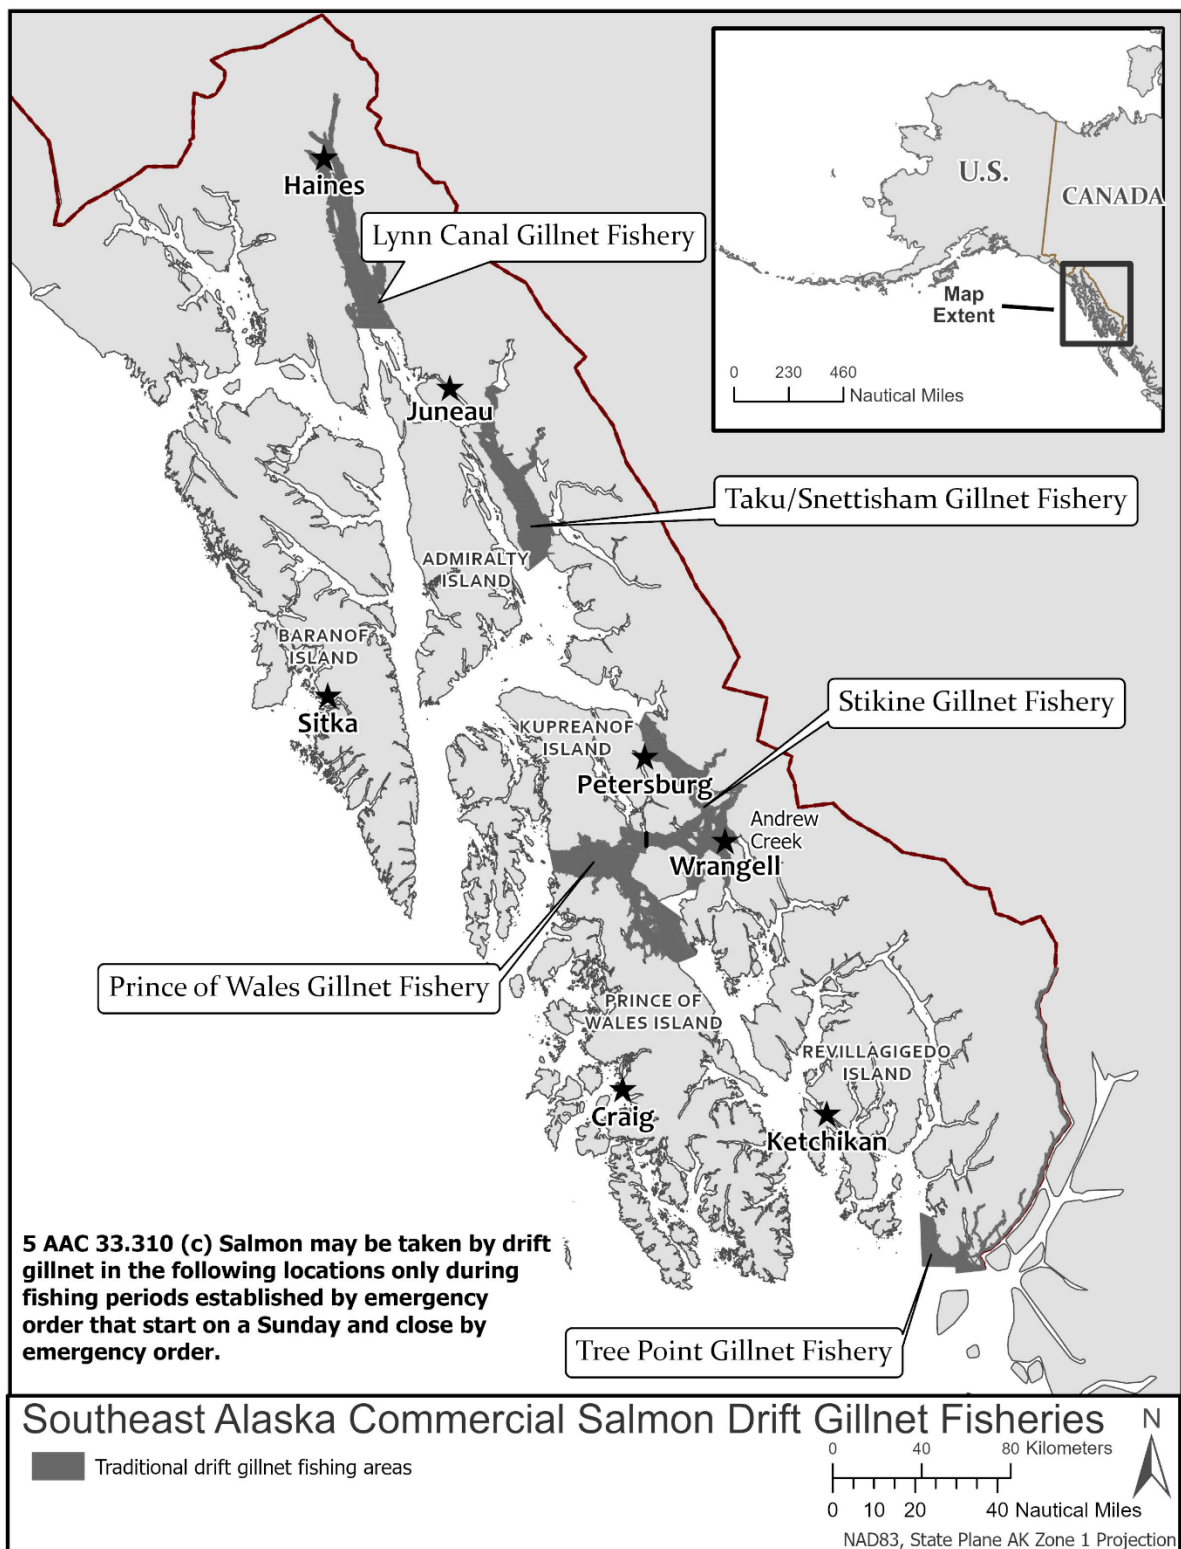 U.S.
CANADA
Map
Extent
0 230 460
Nautical Miles
Haines
Lynn Canal Gillnet Fishery
Juneau
Taku/Snettisham Gillnet Fishery
ADMIRALTY
ISLAND
BARANOF
ISLAND
Sitka
Stikine Gillnet Fishery
KUPREANOF
ISLAND
Petersburg
Andrew
Creek
Wrangell
Prince of Wales Gillnet Fishery
PRINCE OF
WALES ISLAND
REVILLAGIGEDO
ISLAND
Craig
Ketchikan
5 AAC 33.310 (c) Salmon may be taken by drift
gillnet in the following locations only during
fishing periods established by emergency
order that start on a Sunday and close by
emergency order.
Tree Point Gillnet Fishery
Southeast Alaska Commercial Salmon Drift Gillnet Fisheries
N
Traditional drift gillnet fishing areas
0 40 80 Kilometers
0 10 20 40 Nautical Miles
NAD83, State Plane AK Zone 1 Projection